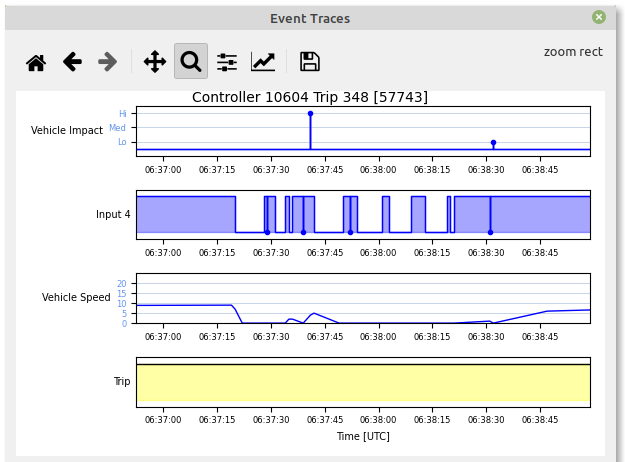 Event Traces
zoom rect
Controller 10604 Trip 348 [57743]
Vehicle Impact
Hi
Med
Lo
06:37:00 06:37:15 06:37:30 06:37:45 06:38:00 06:38:15 06:38:30 06:38:45
Input 4
06:37:00 06:37:15 06:37:30 06:37:45 06:38:00 06:38:15 06:38:30 06:38:45
Vehicle Speed
20
15
10
5
0
06:37:00 06:37:15 06:37:30 06:37:45 06:38:00 06:38:15 06:38:30 06:38:45
Trip
06:37:00 06:37:15 06:37:30 06:37:45 06:38:00 06:38:15 06:38:30 06:38:45
Time [UTC]